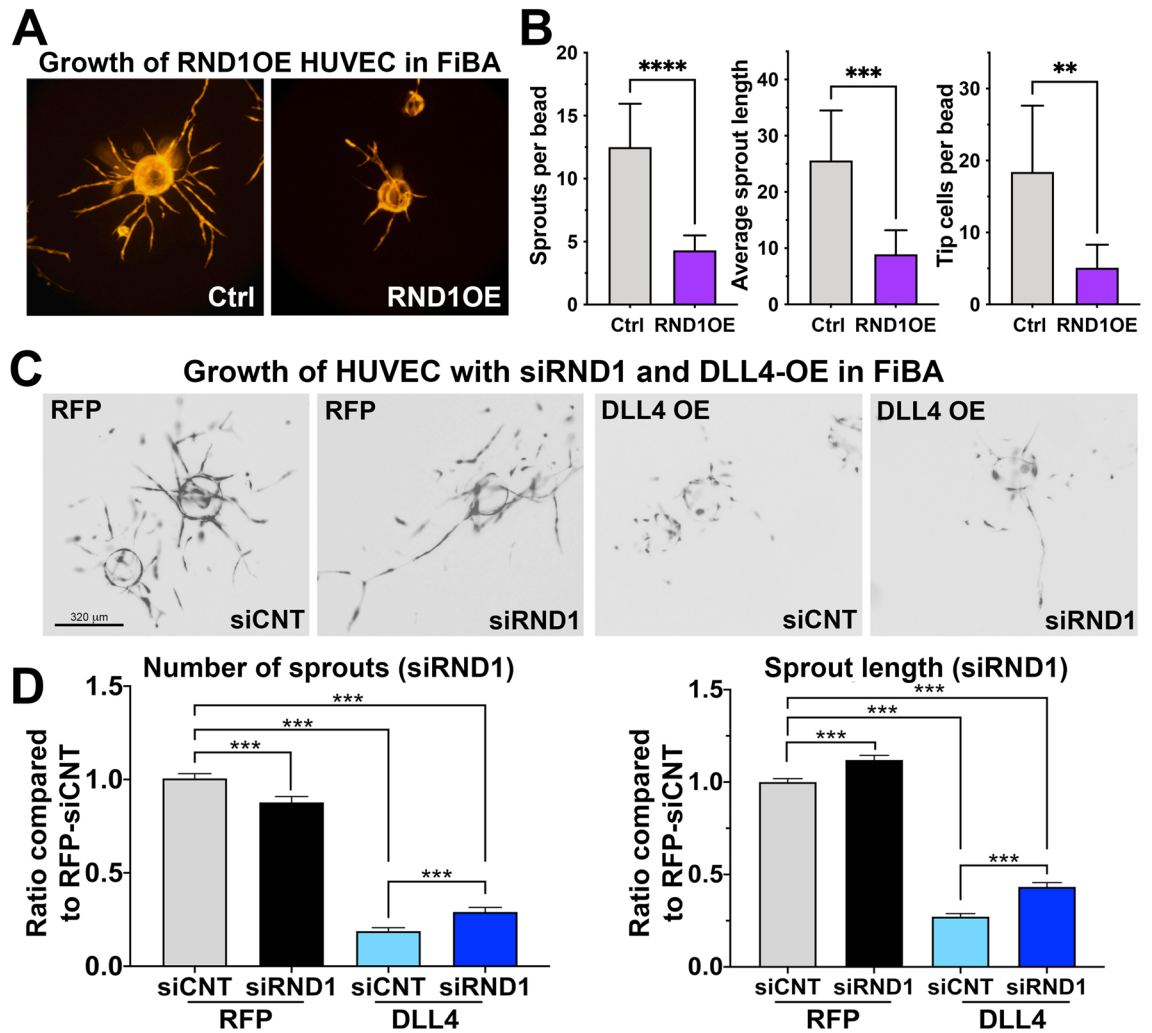 A
Growth of RND1OE HUVEC in FiBA
Ctrl
RND1OE
B
Sprouts per bead
20
15
10
5
0
****
Ctrl RND1OE
Average sprout length
40
30
20
10
0
***
Ctrl RND1OE
Tip cells per bead
30
20
10
0
**
Ctrl RND1OE
C
Growth of HUVEC with siRND1 and DLL4-OE in FiBA
RFP
RFP
DLL4 OE
DLL4 OE
320 µm
siCNT
siRND1
siCNT
siRND1
D
Number of sprouts (siRND1)
Ratio compared
to RFP-siCNT
1.5
1.0
0.5
0.0
***
***
***
***
siCNT siRND1 siCNT siRND1
RFP DLL4
Sprout length (siRND1)
Ratio compared
to RFP-siCNT
1.5
1.0
0.5
0.0
***
***
***
***
siCNT siRND1 siCNT siRND1
RFP DLL4